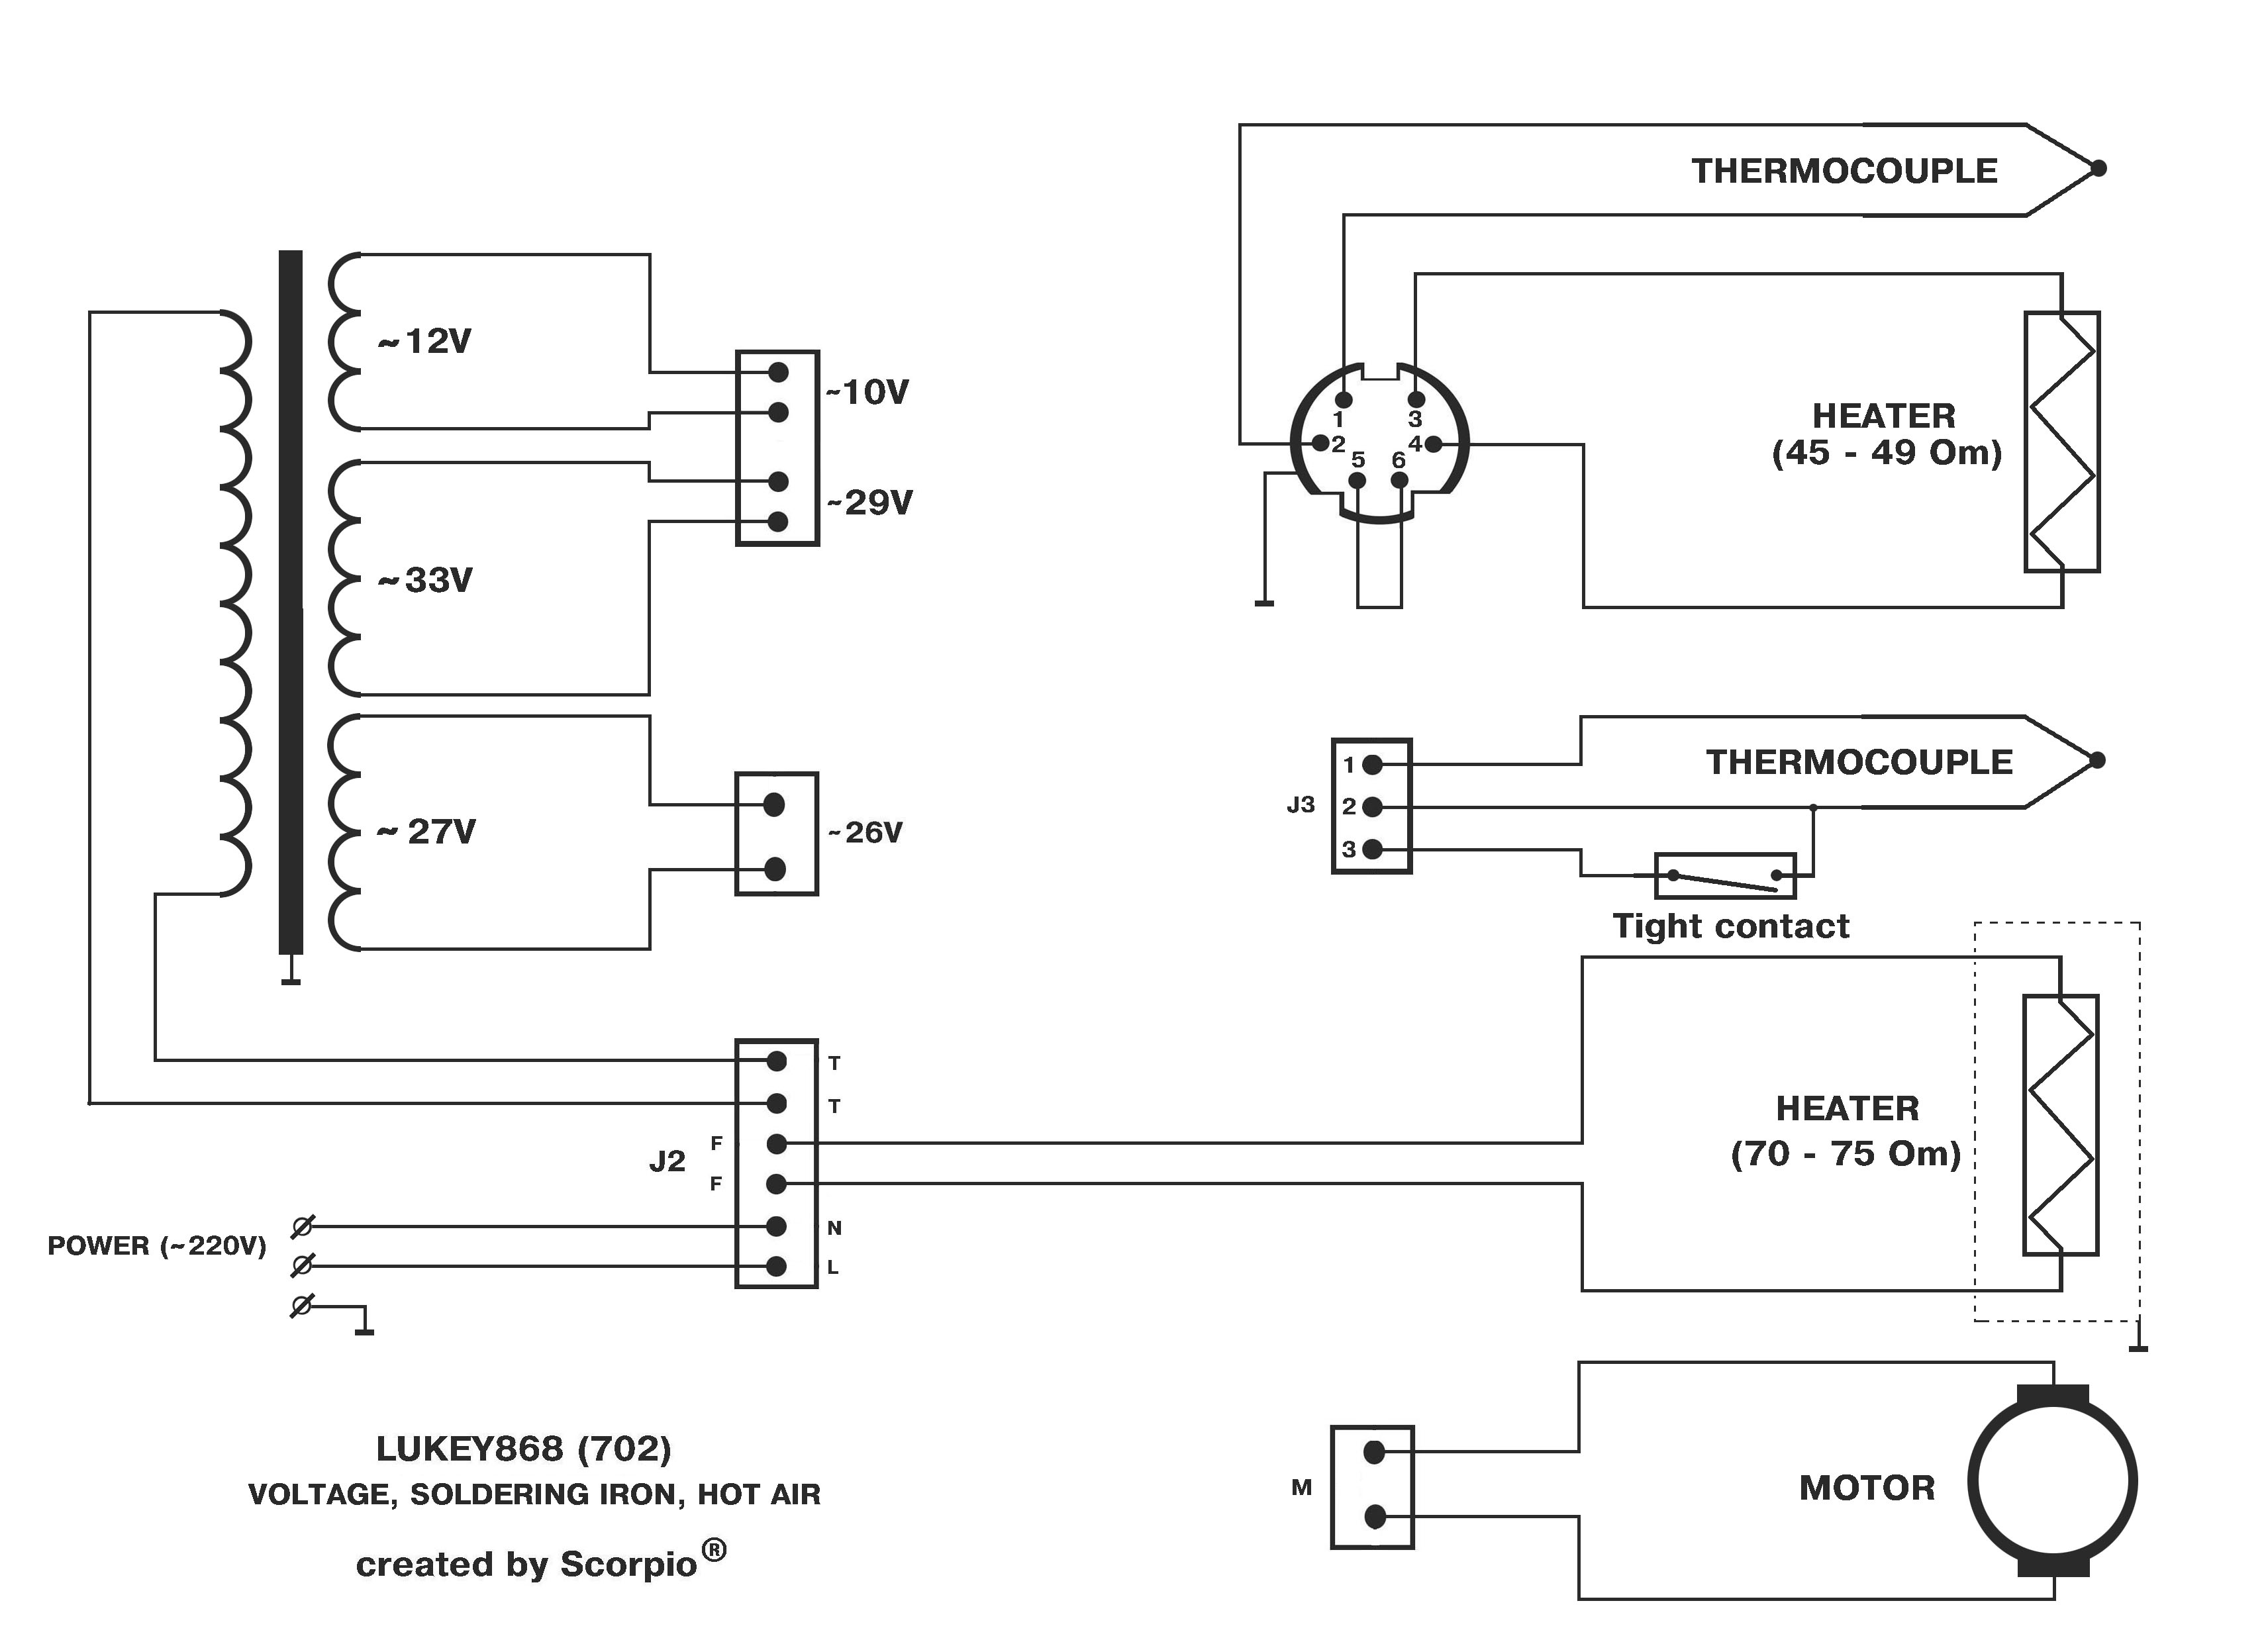 THERMOCOUPLE
~12V
~10V
~29V
~33V
1
3
2
4
5
6
HEATER
(45 - 49 Om)
~27V
~26V
J3
1
2
3
THERMOCOUPLE
Tight contact
T
T
F
F
J2
N
L
POWER (~220V)
HEATER
(70 - 75 Om)
M
MOTOR
LUKEY868 (702)
VOLTAGE, SOLDERING IRON, HOT AIR
created by Scorpio®